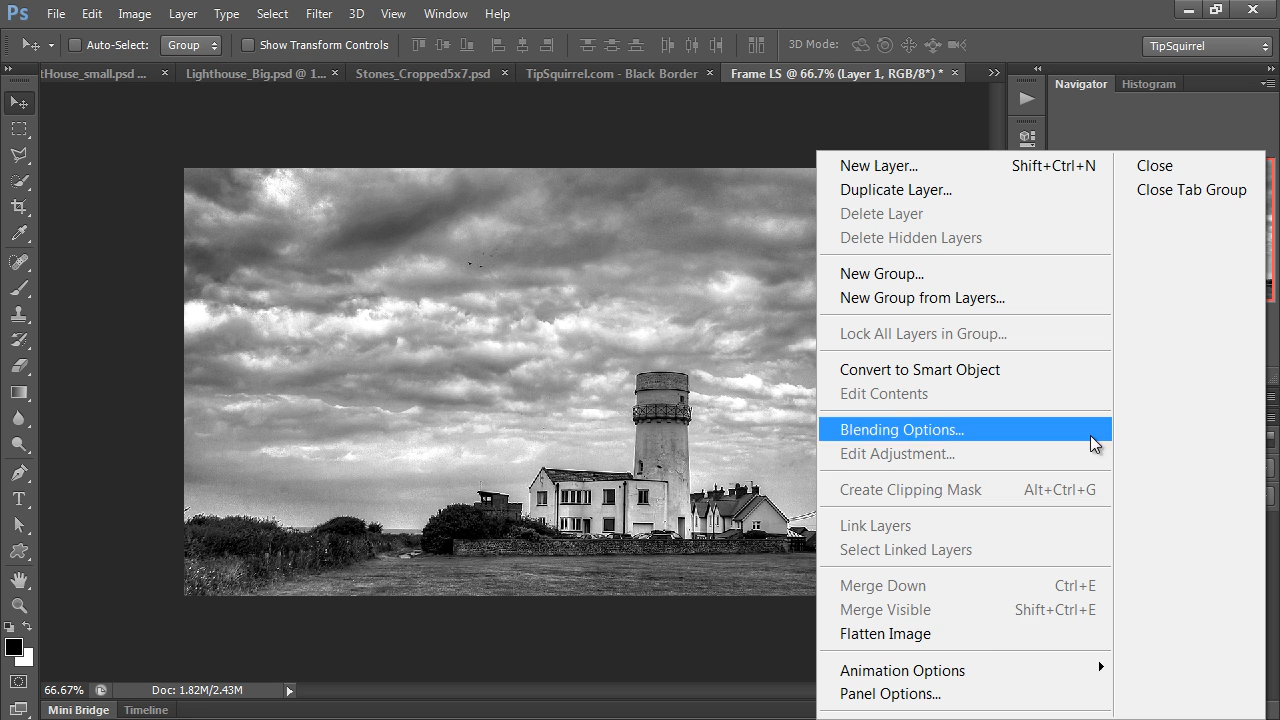 Ps File Edit Image Layer Type Select Filter 3D View Window Help
Auto-Select: Group Show Transform Controls 3D Mode: TipSquirrel
tHouse_small.psd ... × Lighthouse_Big.psd @ 1... × Stones_Cropped5x7.psd × TipSquirrel.com - Black Border × Frame LS @ 66.7% (Layer 1, RGB/8*) * ×
Navigator Histogram
New Layer... Shift+Ctrl+N
Duplicate Layer...
Delete Layer
Delete Hidden Layers
New Group...
New Group from Layers...
Lock All Layers in Group...
Convert to Smart Object
Edit Contents
Blending Options...
Edit Adjustment...
Create Clipping Mask Alt+Ctrl+G
Link Layers
Select Linked Layers
Merge Down Ctrl+E
Merge Visible Shift+Ctrl+E
Flatten Image
Animation Options
Panel Options...
Close
Close Tab Group
T
66.67% Doc: 1.82M/2.43M
Mini Bridge Timeline